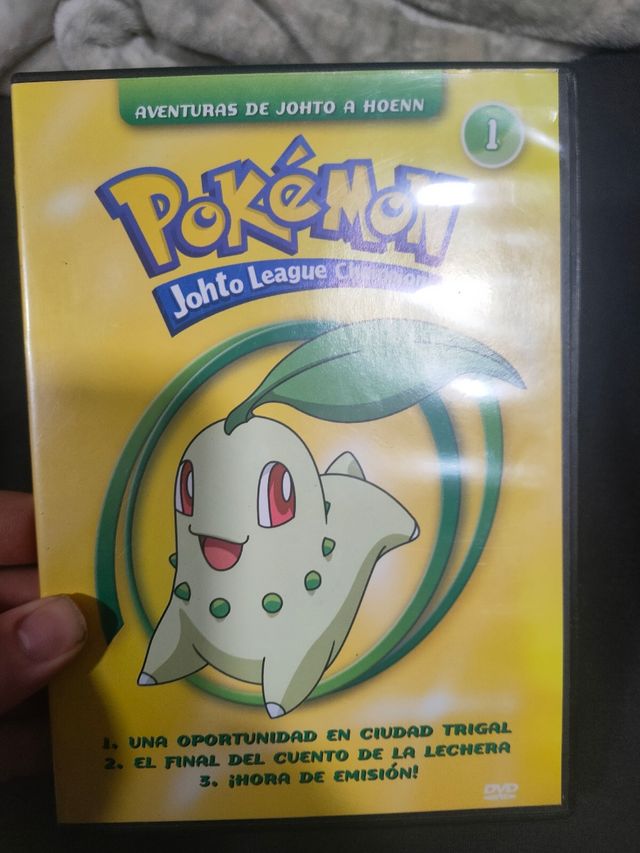 AVENTURAS DE JOHTO A HOENN
1
POKéMON
Johto League
1. UNA OPORTUNIDAD EN CIUDAD TRIGAL
2. EL FINAL DEL CUENTO DE LA LECHERA
3. ¡HORA DE EMISIÓN!
DVD